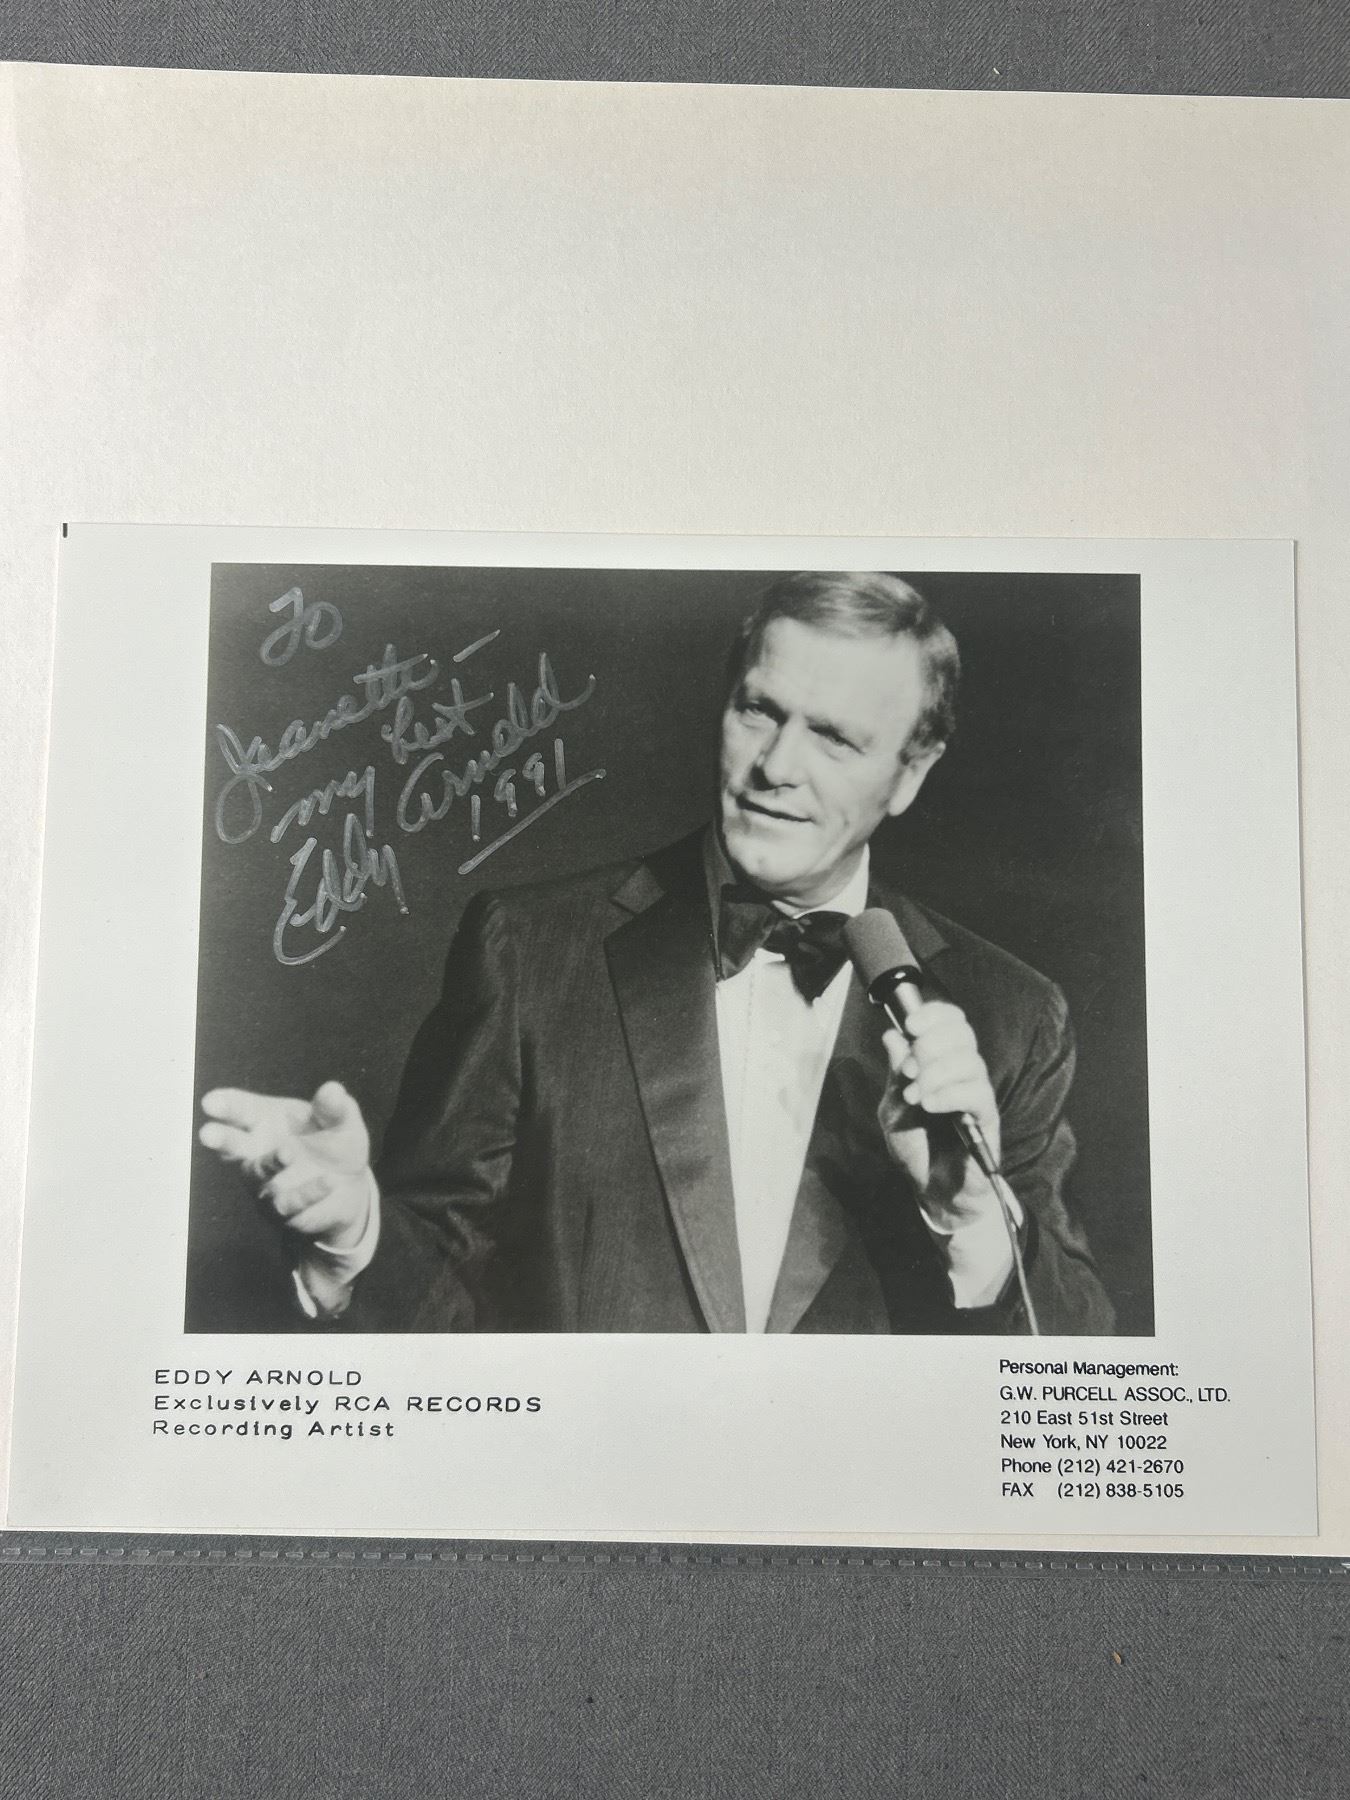 To
Jeanette —
my best
Eddy Arnold
1991
EDDY ARNOLD
Exclusively RCA RECORDS
Recording Artist
Personal Management:
G.W. PURCELL ASSOC., LTD.
210 East 51st Street
New York, NY 10022
Phone (212) 421-2670
FAX (212) 838-5105